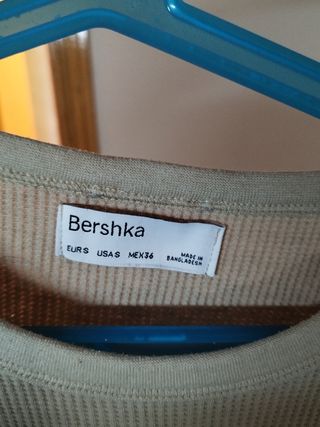 Bershka
EUR S USA S MEX 36
MADE IN
BANGLADESH